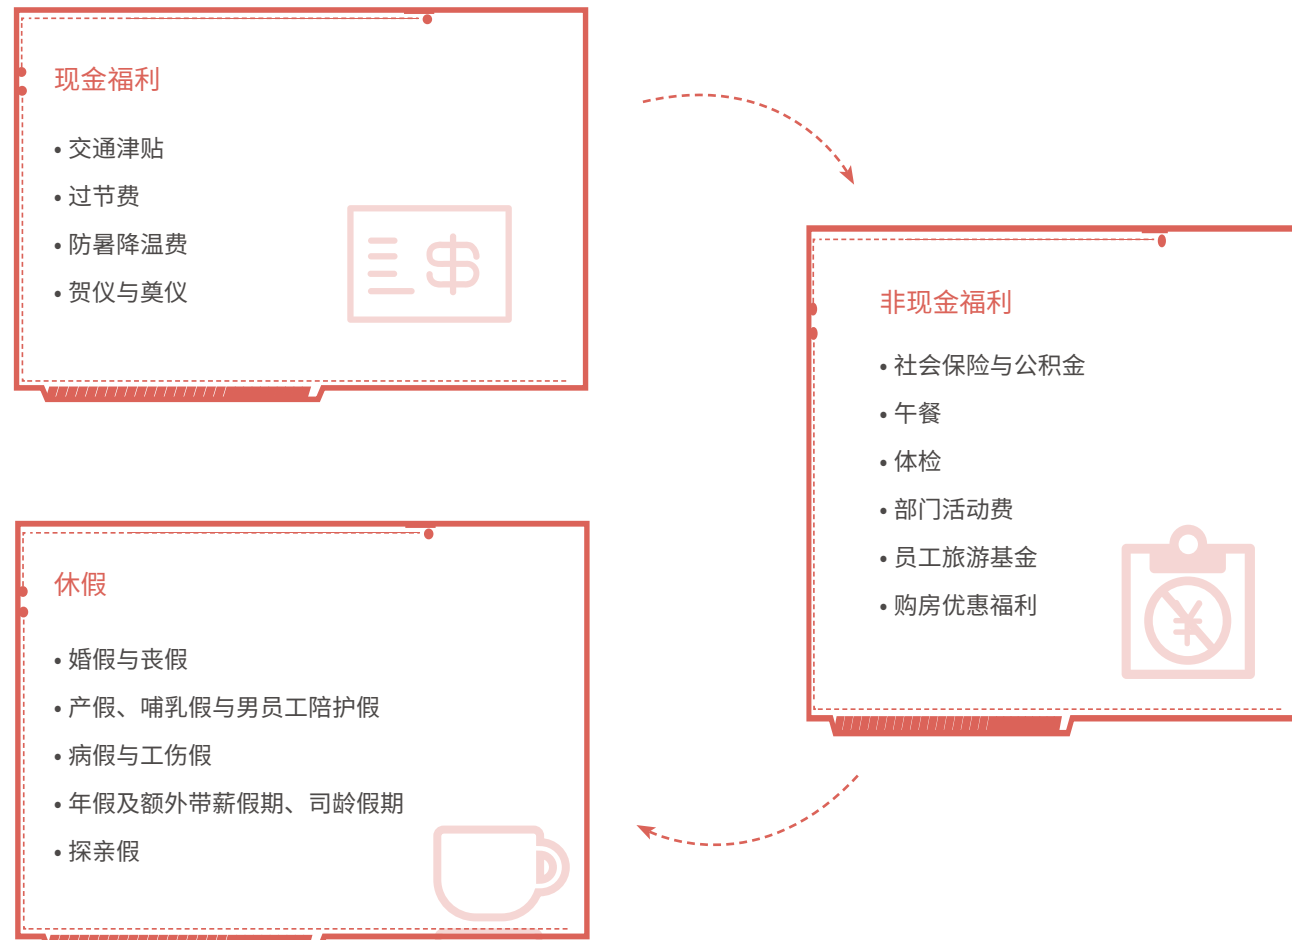 现金福利
• 交通津贴
• 过节费
• 防暑降温费
• 贺仪与奠仪
非现金福利
• 社会保险与公积金
• 午餐
• 体检
• 部门活动费
• 员工旅游基金
• 购房优惠福利
休假
• 婚假与丧假
• 产假、哺乳假与男员工陪护假
• 病假与工伤假
• 年假及额外带薪假期、司龄假期
• 探亲假